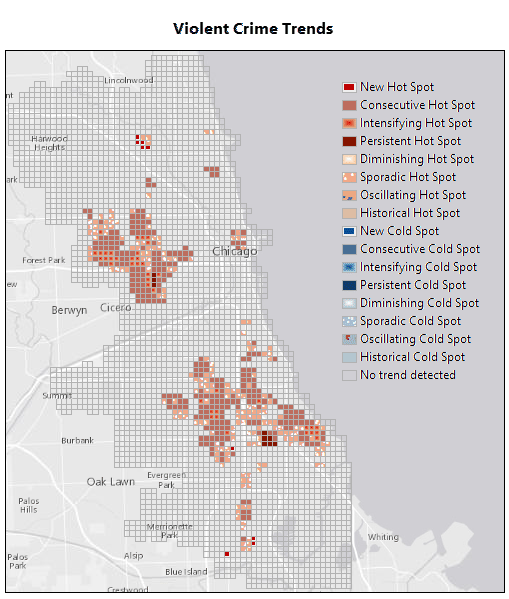 Violent Crime Trends
Lincolnwood
nt
Harwood
Heights
ark
Forest Park
Chicago
ew
Berwyn
Cicero
Summit
Burbank
Oak Lawn
Evergreen
Park
Palos
Hills
Merrionette
Park
Whiting
Palos
Park
Alsip
Blue Island
Crestwood
New Hot Spot
Consecutive Hot Spot
Intensifying Hot Spot
Persistent Hot Spot
Diminishing Hot Spot
Sporadic Hot Spot
Oscillating Hot Spot
Historical Hot Spot
New Cold Spot
Consecutive Cold Spot
Intensifying Cold Spot
Persistent Cold Spot
Diminishing Cold Spot
Sporadic Cold Spot
Oscillating Cold Spot
Historical Cold Spot
No trend detected